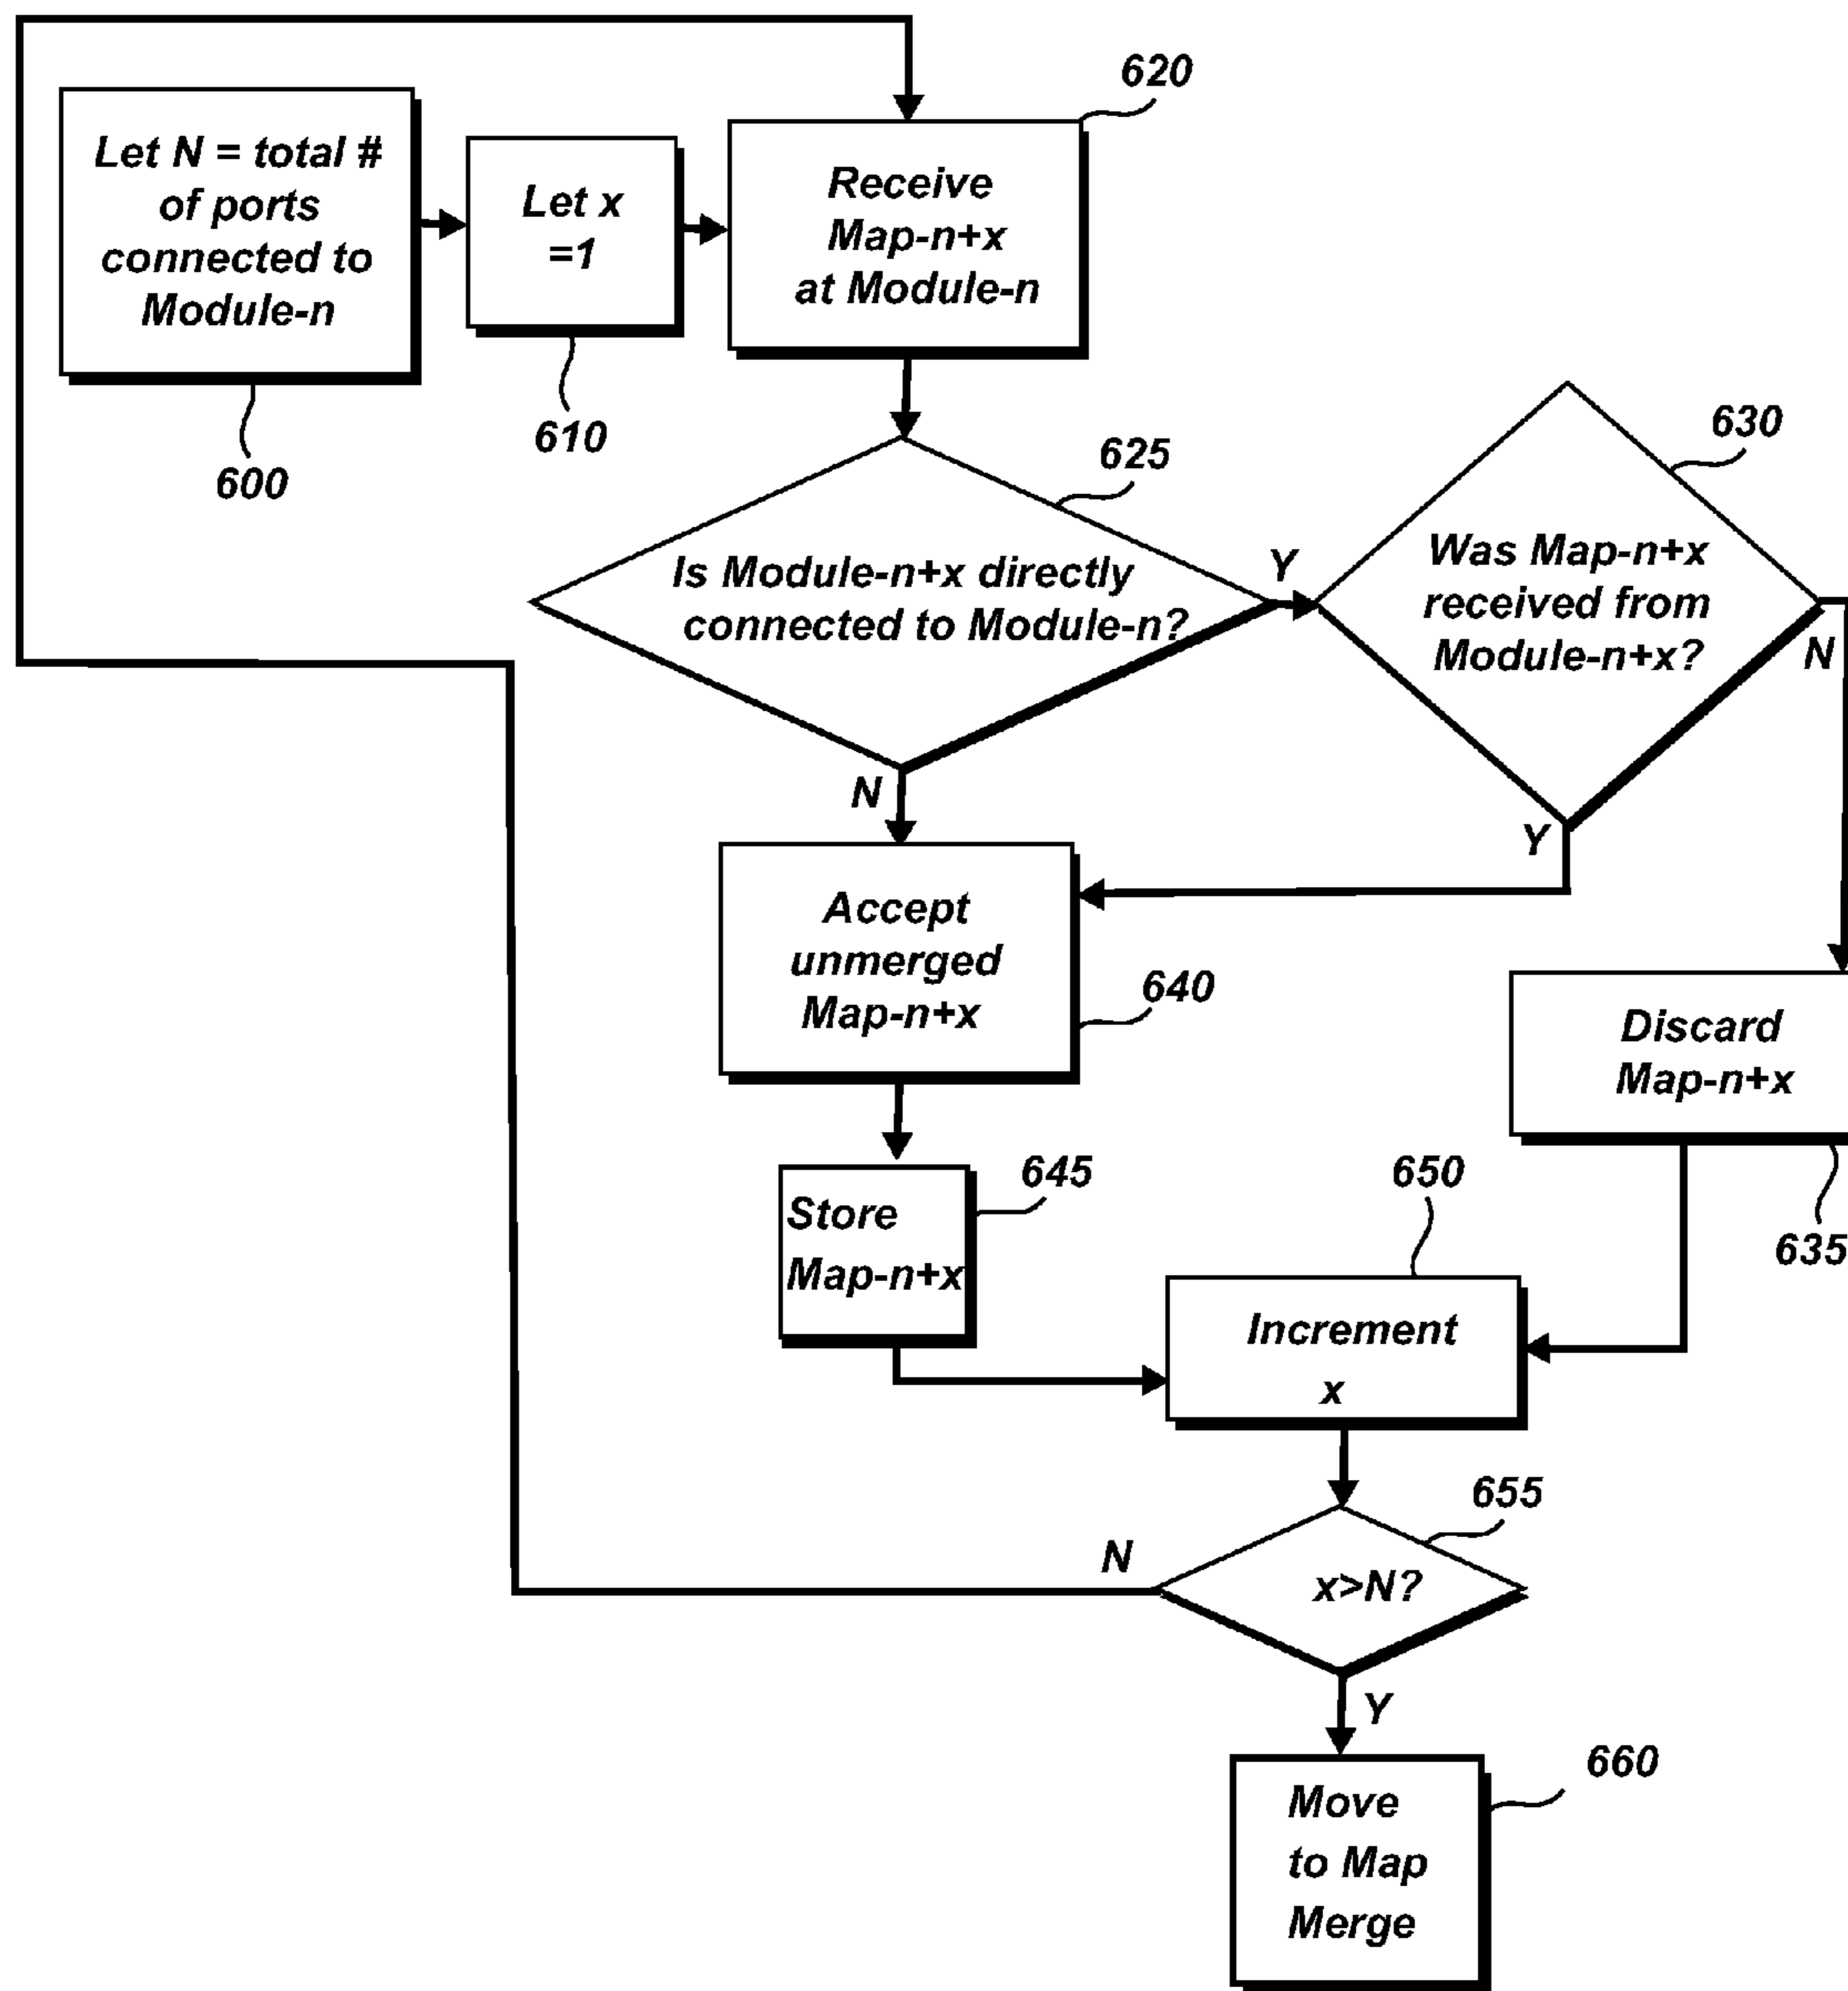 620
Let N = total #
of ports
connected to
Module-n
Let x
=1
Receive
Map-n+x
at Module-n
600
610
625
630
Is Module-n+x directly
connected to Module-n?
Y
Was Map-n+x
received from
Module-n+x?
N
N
Y
Accept
unmerged
Map-n+x
640
Discard
Map-n+x
635
Store
Map-n+x
645
650
Increment
x
655
N
x>N?
Y
660
Move
to Map
Merge